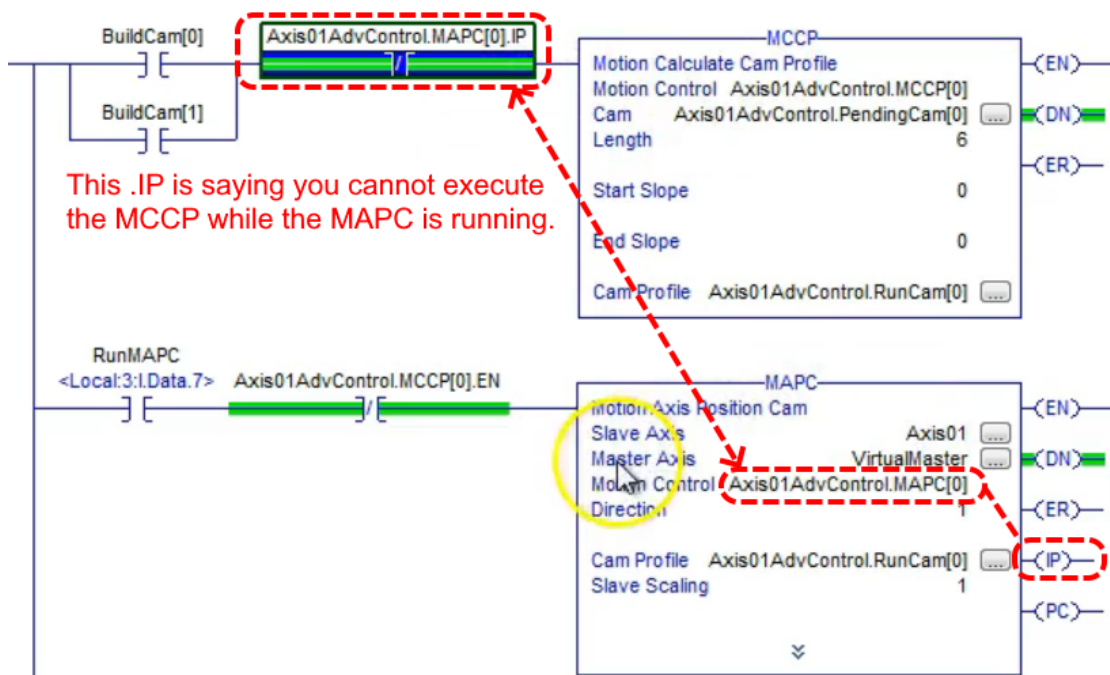 BuildCam[0]
Axis01AdvControl.MAPC[0].IP
BuildCam[1]
This .IP is saying you cannot execute
the MCCP while the MAPC is running.
MCCP
Motion Calculate Cam Profile
Motion Control Axis01AdvControl.MCCP[0]
Cam Axis01AdvControl.PendingCam[0] ...
Length 6
Start Slope 0
End Slope 0
Cam Profile Axis01AdvControl.RunCam[0] ...
EN
DN
ER
RunMAPC
<Local:3:I.Data.7>
Axis01AdvControl.MCCP[0].EN
MAPC
Motion Axis Position Cam
Slave Axis Axis01 ...
Master Axis VirtualMaster ...
Motion Control Axis01AdvControl.MAPC[0]
Direction 1
Cam Profile Axis01AdvControl.RunCam[0] ...
Slave Scaling 1
EN
DN
ER
IP
PC